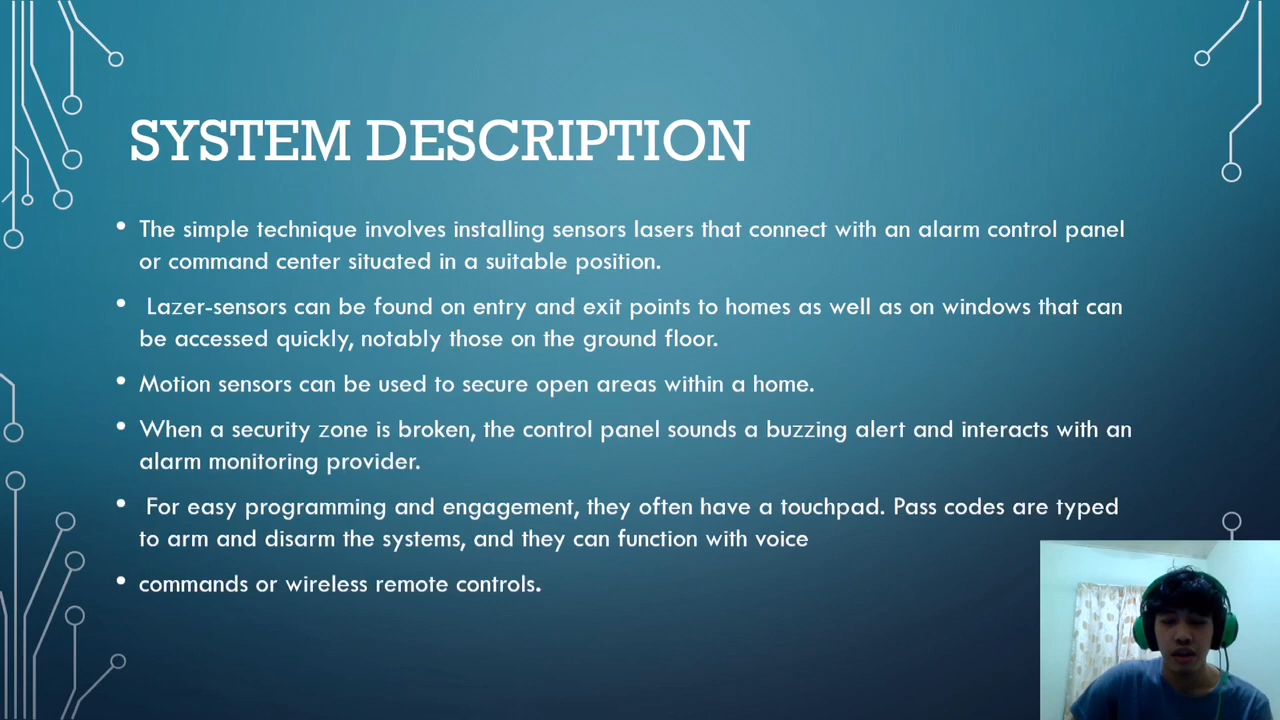 SYSTEM DESCRIPTION
• The simple technique involves installing sensors lasers that connect with an alarm control panel
or command center situated in a suitable position.
• Lazer-sensors can be found on entry and exit points to homes as well as on windows that can
be accessed quickly, notably those on the ground floor.
• Motion sensors can be used to secure open areas within a home.
• When a security zone is broken, the control panel sounds a buzzing alert and interacts with an
alarm monitoring provider.
• For easy programming and engagement, they often have a touchpad. Pass codes are typed
to arm and disarm the systems, and they can function with voice
• commands or wireless remote controls.